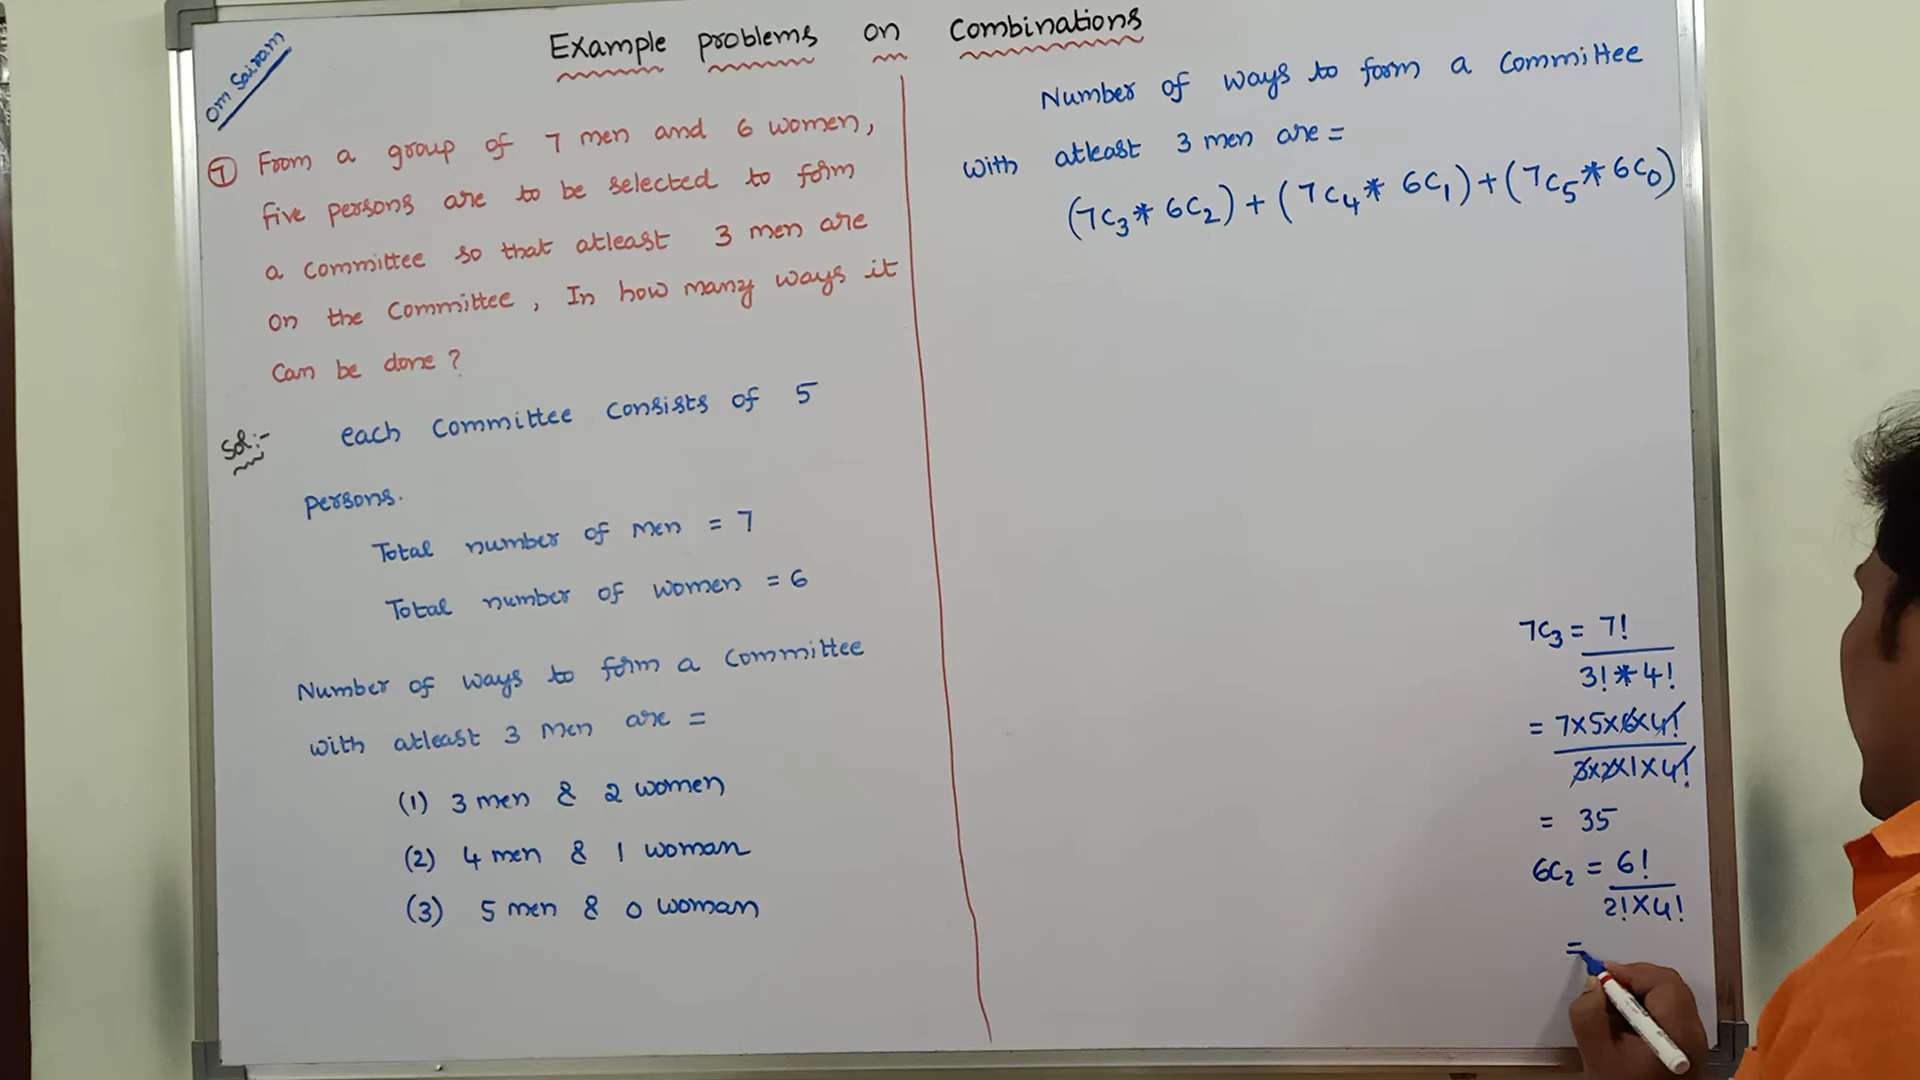 Om Sairam
Example problems on Combinations
7 From a group of 7 men and 6 women,
five persons are to be selected to form
a committee so that atleast 3 men are
on the committee, In how many ways it
can be done?
Sol:- each committee consists of 5
persons.
Total number of men = 7
Total number of women = 6
Number of ways to form a committee
with atleast 3 men are =
(1) 3 men & 2 women
(2) 4 men & 1 woman
(3) 5 men & 0 woman
Number of ways to form a committee
with atleast 3 men are =
(7C₃ * 6C₂) + (7C₄ * 6C₁) + (7C₅ * 6C₀)
7C₃ = 7!
3! * 4!
= 7x5x6x4!
3x2x1x4!
= 35
6C₂ = 6!
2!x4!
=